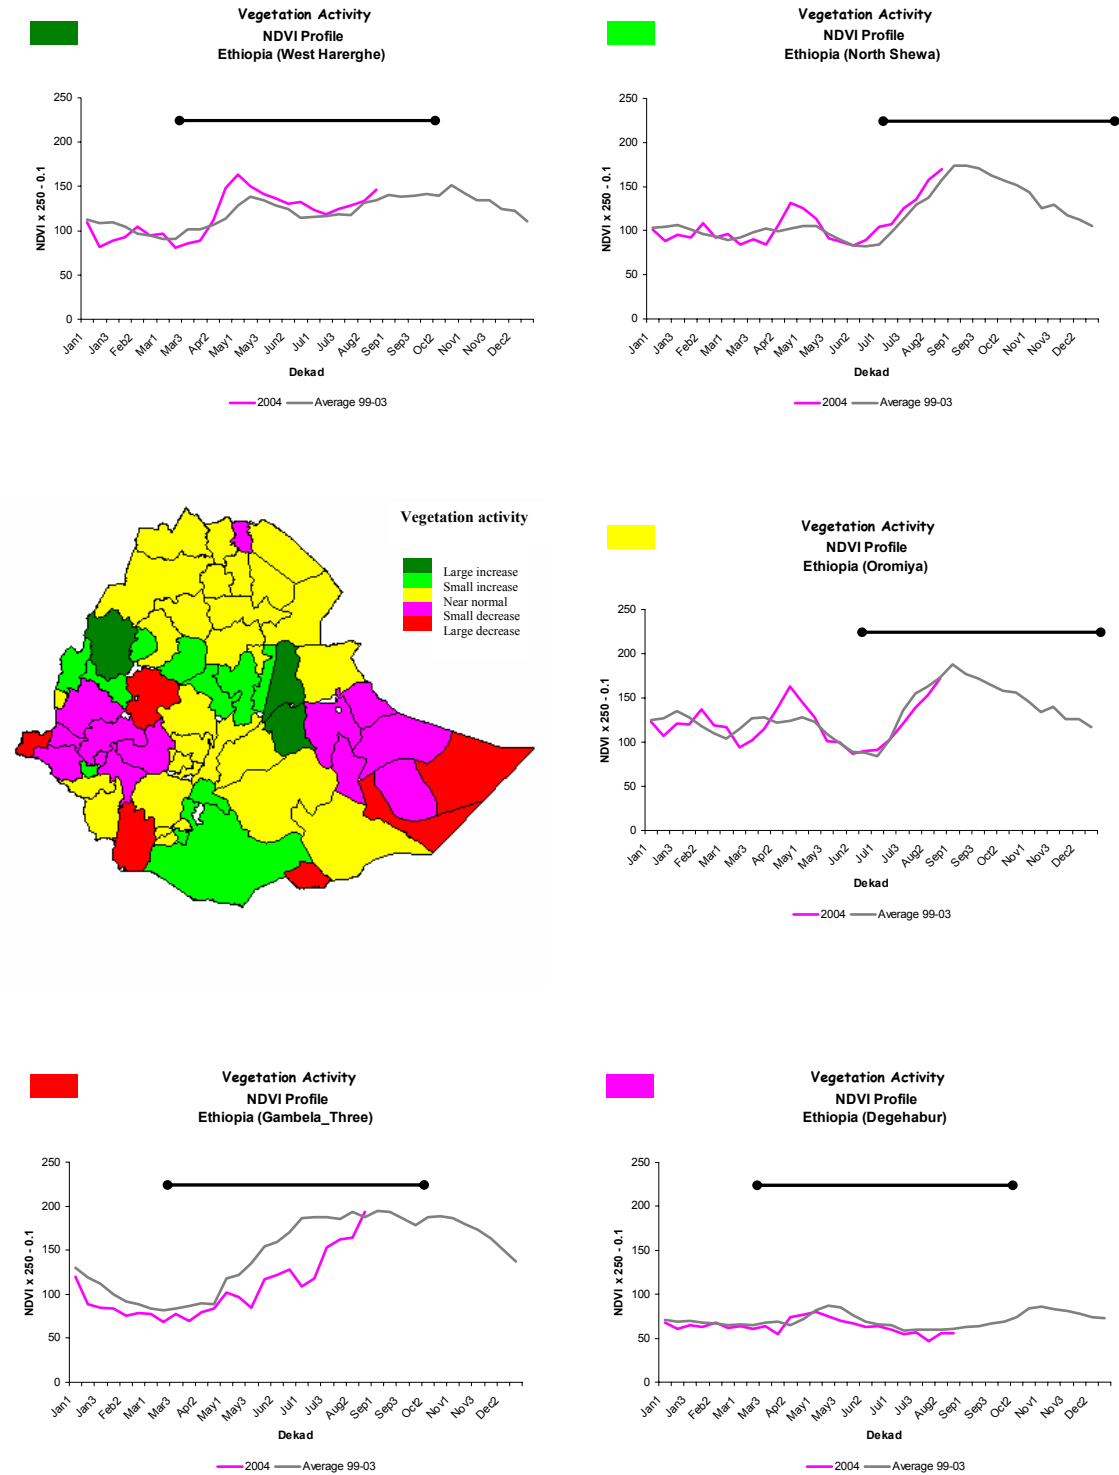 Vegetation Activity
NDVI Profile
Ethiopia (West Harerghe)
NDVI x 250 - 0.1
250
200
150
100
50
0
Jan1
Jan3
Feb2
Mar1
Mar3
Apr2
May1
May3
Jun2
Jul1
Jul3
Aug2
Sep1
Sep3
Oct2
Nov1
Nov3
Dec2
Dekad
2004
Average 99-03
Vegetation Activity
NDVI Profile
Ethiopia (North Shewa)
NDVI x 250 - 0.1
250
200
150
100
50
0
Jan1
Jan3
Feb2
Mar1
Mar3
Apr2
May1
May3
Jun2
Jul1
Jul3
Aug2
Sep1
Sep3
Oct2
Nov1
Nov3
Dec2
Dekad
2004
Average 99-03
Vegetation activity
Large increase
Small increase
Near normal
Small decrease
Large decrease
Vegetation Activity
NDVI Profile
Ethiopia (Oromiya)
NDVI x 250 - 0.1
250
200
150
100
50
0
Jan1
Jan3
Feb2
Mar1
Mar3
Apr2
May1
May3
Jun2
Jul1
Jul3
Aug2
Sep1
Sep3
Oct2
Nov1
Nov3
Dec2
Dekad
2004
Average 99-03
Vegetation Activity
NDVI Profile
Ethiopia (Gambela_Three)
NDVI x 250 - 0.1
250
200
150
100
50
0
Jan1
Jan3
Feb2
Mar1
Mar3
Apr2
May1
May3
Jun2
Jul1
Jul3
Aug2
Sep1
Sep3
Oct2
Nov1
Nov3
Dec2
Dekad
2004
Average 99-03
Vegetation Activity
NDVI Profile
Ethiopia (Degehabur)
NDVI x 250 - 0.1
250
200
150
100
50
0
Jan1
Jan3
Feb2
Mar1
Mar3
Apr2
May1
May3
Jun2
Jul1
Jul3
Aug2
Sep1
Sep3
Oct2
Nov1
Nov3
Dec2
Dekad
2004
Average 99-03